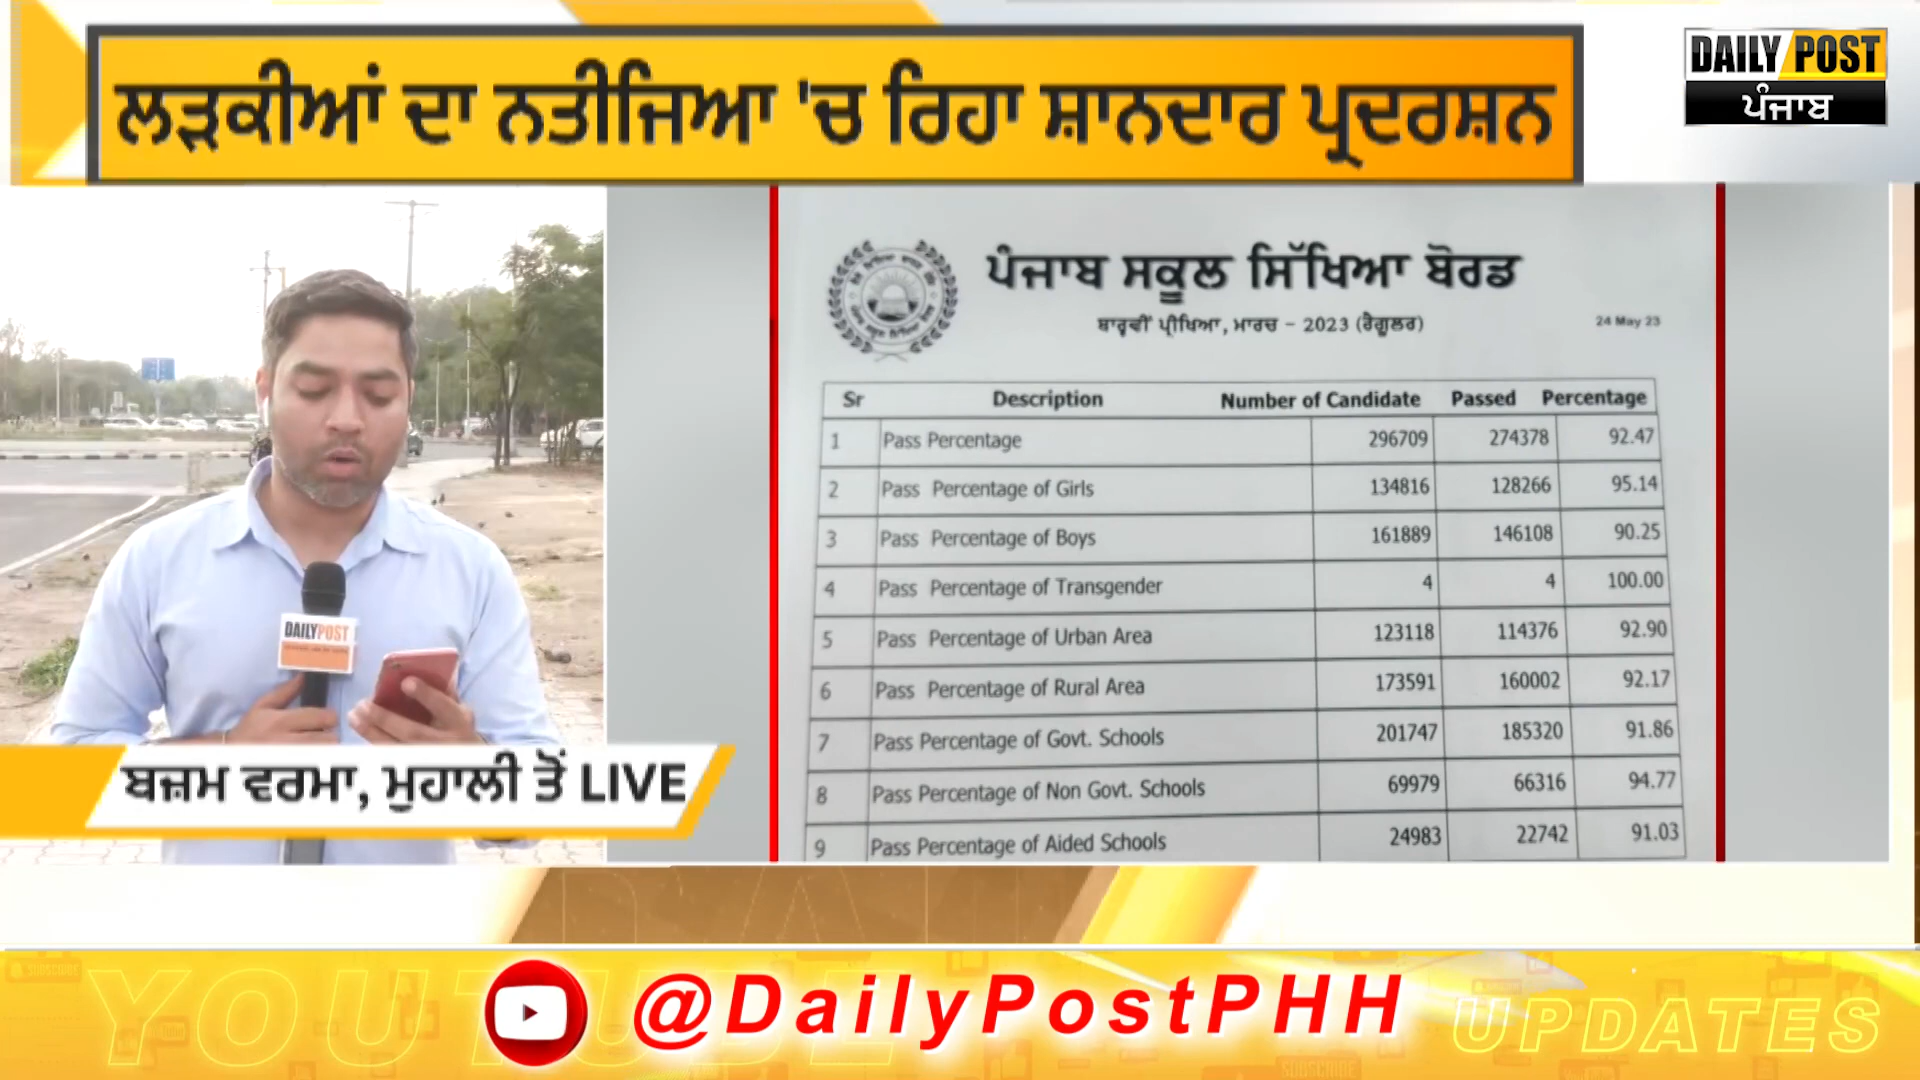 ਲੜਕੀਆਂ ਦਾ ਨਤੀਜਿਆ 'ਚ ਰਿਹਾ ਸ਼ਾਨਦਾਰ ਪ੍ਰਦਰਸ਼ਨ
DAILY POST
ਪੰਜਾਬ
ਪੰਜਾਬ ਸਕੂਲ ਸਿੱਖਿਆ ਬੋਰਡ
ਬਾਰ੍ਹਵੀਂ ਪ੍ਰੀਖਿਆ, ਮਾਰਚ - 2023 (ਰੈਗੂਲਰ)
24 May 23
Sr Description Number of Candidate Passed Percentage
1 Pass Percentage 296709 274378 92.47
2 Pass Percentage of Girls 134816 128266 95.14
3 Pass Percentage of Boys 161889 146108 90.25
4 Pass Percentage of Transgender 4 4 100.00
5 Pass Percentage of Urban Area 123118 114376 92.90
6 Pass Percentage of Rural Area 173591 160002 92.17
7 Pass Percentage of Govt. Schools 201747 185320 91.86
8 Pass Percentage of Non Govt. Schools 69979 66316 94.77
9 Pass Percentage of Aided Schools 24983 22742 91.03
DAILYPOST
ਬਜ਼ਮ ਵਰਮਾ, ਮੁਹਾਲੀ ਤੋਂ LIVE
YOUTUBE
@DailyPostPHH
UPDATES